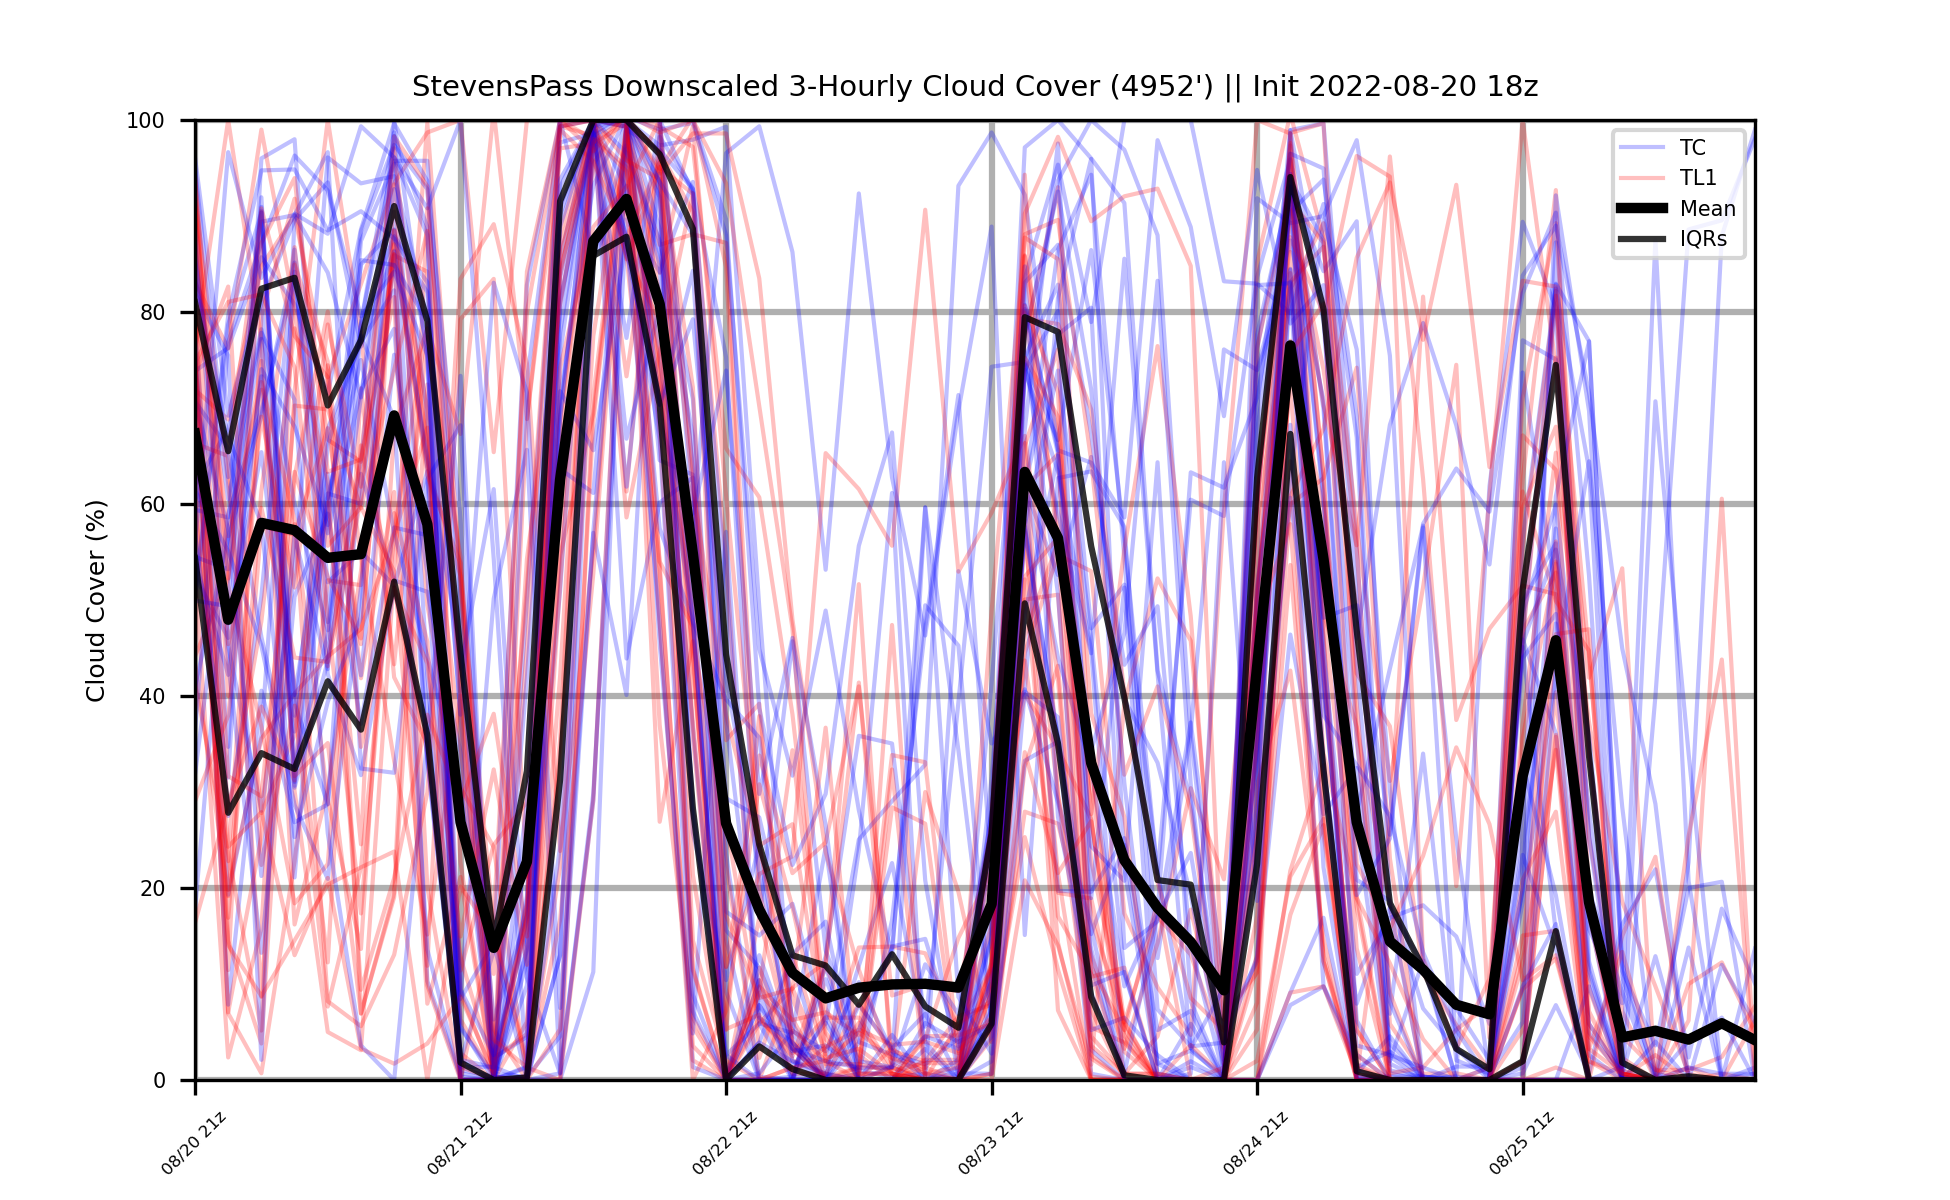 StevensPass Downscaled 3-Hourly Cloud Cover (4952') || Init 2022-08-20 18z
Cloud Cover (%)
100
80
60
40
20
0
TC
TL1
Mean
IQRs
08/20 21z
08/21 21z
08/22 21z
08/23 21z
08/24 21z
08/25 21z